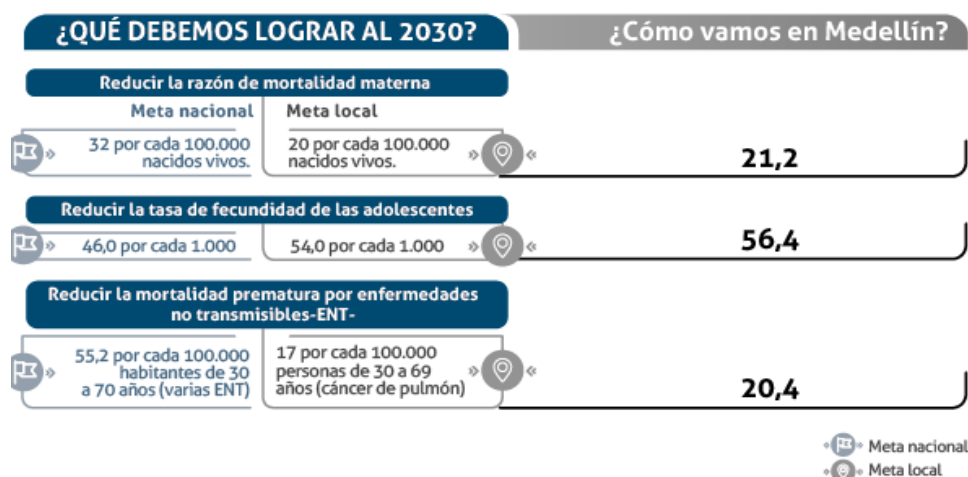 ¿QUÉ DEBEMOS LOGRAR AL 2030?
¿Cómo vamos en Medellín?
Reducir la razón de mortalidad materna
Meta nacional
Meta local
32 por cada 100.000
nacidos vivos.
20 por cada 100.000
nacidos vivos.
21,2
Reducir la tasa de fecundidad de las adolescentes
46,0 por cada 1.000
54,0 por cada 1.000
56,4
Reducir la mortalidad prematura por enfermedades
no transmisibles-ENT-
55,2 por cada 100.000
habitantes de 30
a 70 años (varias ENT)
17 por cada 100.000
personas de 30 a 69
años (cáncer de pulmón)
20,4
Meta nacional
Meta local